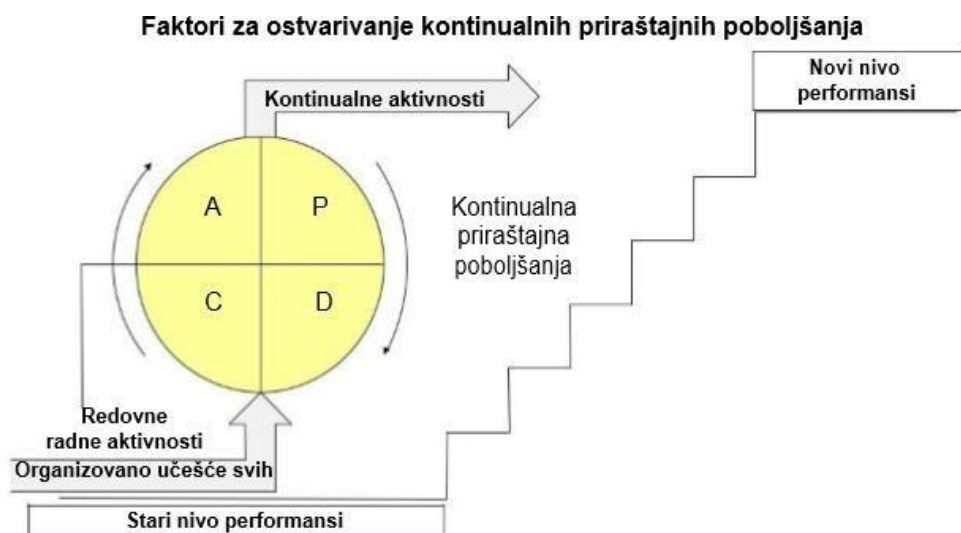 Faktori za ostvarivanje kontinualnih priraštajnih poboljšanja
Novi nivo
performansi
Kontinualne aktivnosti
A
P
Kontinualna
priraštajna
poboljšanja
C
D
Redovne
radne aktivnosti
Organizovano učešće svih
Stari nivo performansi